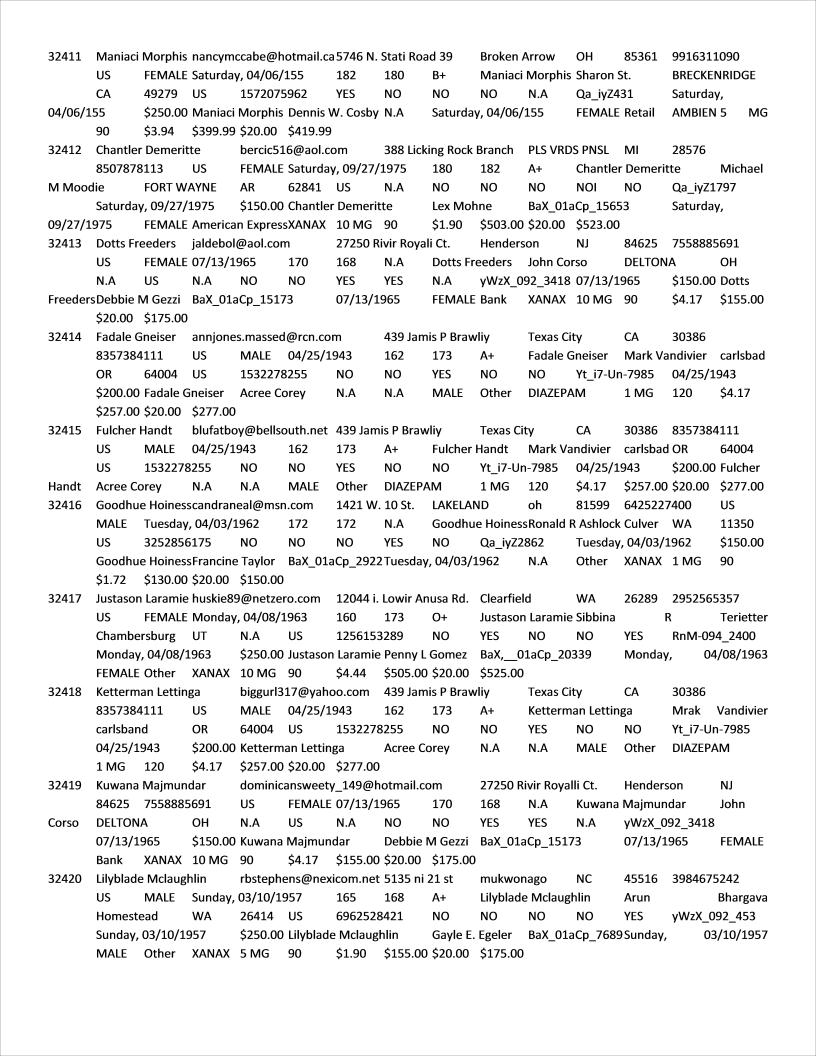 32411 Maniaci Morphis nancymccabe@hotmail.ca 5746 N. Stati Road 39 Broken Arrow OH 85361 9916311090
US FEMALE Saturday, 04/06/155 182 180 B+ Maniaci Morphis Sharon St. BRECKENRIDGE
CA 49279 US 1572075962 YES NO NO NO N.A Qa_iyZ431 Saturday,
04/06/155 $250.00 Maniaci Morphis Dennis W. Cosby N.A Saturday, 04/06/155 FEMALE Retail AMBIEN 5 MG
90 $3.94 $399.99 $20.00 $419.99
32412 Chantler Demeritte bercic516@aol.com 388 Licking Rock Branch PLS VRDS PNSL MI 28576
8507878113 US FEMALE Saturday, 09/27/1975 180 182 A+ Chantler Demeritte Michael
M Moodie FORT WAYNE AR 62841 US N.A NO NO NO NOI NO Qa_iyZ1797
Saturday, 09/27/1975 $150.00 Chantler Demeritte Lex Mohne BaX_01aCp_15653 Saturday,
09/27/1975 FEMALE American Express XANAX 10 MG 90 $1.90 $503.00 $20.00 $523.00
32413 Dotts Freeders jaldebol@aol.com 27250 Rivir Royali Ct. Henderson NJ 84625 7558885691
US FEMALE 07/13/1965 170 168 N.A Dotts Freeders John Corso DELTONA OH
N.A US N.A NO NO YES YES N.A yWzX_092_3418 07/13/1965 $150.00 Dotts
Freeders Debbie M Gezzi BaX_01aCp_15173 07/13/1965 FEMALE Bank XANAX 10 MG 90 $4.17 $155.00
$20.00 $175.00
32414 Fadale Gneiser annjones.massed@rcn.com 439 Jamis P Brawliy Texas City CA 30386
8357384111 US MALE 04/25/1943 162 173 A+ Fadale Gneiser Mark Vandivier carlsbad
OR 64004 US 1532278255 NO NO YES NO NO Yt_i7-Un-7985 04/25/1943
$200.00 Fadale Gneiser Acree Corey N.A N.A MALE Other DIAZEPAM 1 MG 120 $4.17
$257.00 $20.00 $277.00
32415 Fulcher Handt blufatboy@bellsouth.net 439 Jamis P Brawliy Texas City CA 30386 8357384111
US MALE 04/25/1943 162 173 A+ Fulcher Handt Mark Vandivier carlsbad OR 64004
US 1532278255 NO NO YES NO NO Yt_i7-Un-7985 04/25/1943 $200.00 Fulcher
Handt Acree Corey N.A N.A MALE Other DIAZEPAM 1 MG 120 $4.17 $257.00 $20.00 $277.00
32416 Goodhue Hoiness candraneal@msn.com 1421 W. 10 St. LAKELAND oh 81599 6425227400 US
MALE Tuesday, 04/03/1962 172 172 N.A Goodhue Hoiness Ronald R Ashlock Culver WA 11350
US 3252856175 NO NO NO YES NO Qa_iyZ2862 Tuesday, 04/03/1962 $150.00
Goodhue Hoiness Francine Taylor BaX_01aCp_2922 Tuesday, 04/03/1962 N.A Other XANAX 1 MG 90
$1.72 $130.00 $20.00 $150.00
32417 Justason Laramie huskie89@netzero.com 12044 i. Lowir Anusa Rd. Clearfield WA 26289 2952565357
US FEMALE Monday, 04/08/1963 160 173 O+ Justason Laramie Sibbina R Terietter
Chambersburg UT N.A US 1256153289 NO YES NO NO YES RnM-094_2400
Monday, 04/08/1963 $250.00 Justason Laramie Penny L Gomez BaX,__01aCp_20339 Monday, 04/08/1963
FEMALE Other XANAX 10 MG 90 $4.44 $505.00 $20.00 $525.00
32418 Ketterman Lettinga biggurl317@yahoo.com 439 Jamis P Brawliy Texas City CA 30386
8357384111 US MALE 04/25/1943 162 173 A+ Ketterman Lettinga Mrak Vandivier
carlsband OR 64004 US 1532278255 NO NO YES NO NO Yt_i7-Un-7985
04/25/1943 $200.00 Ketterman Lettinga Acree Corey N.A N.A MALE Other DIAZEPAM
1 MG 120 $4.17 $257.00 $20.00 $277.00
32419 Kuwana Majmundar dominicansweety_149@hotmail.com 27250 Rivir Royalli Ct. Henderson NJ
84625 7558885691 US FEMALE 07/13/1965 170 168 N.A Kuwana Majmundar John
Corso DELTONA OH N.A US N.A NO NO YES YES N.A yWzX_092_3418
07/13/1965 $150.00 Kuwana Majmundar Debbie M Gezzi BaX_01aCp_15173 07/13/1965 FEMALE
Bank XANAX 10 MG 90 $4.17 $155.00 $20.00 $175.00
32420 Lilyblade Mclaughlin rbstephens@nexicom.net 5135 ni 21 st mukwonago NC 45516 3984675242
US MALE Sunday, 03/10/1957 165 168 A+ Lilyblade Mclaughlin Arun Bhargava
Homestead WA 26414 US 6962528421 NO NO NO NO YES yWzX_092_453
Sunday, 03/10/1957 $250.00 Lilyblade Mclaughlin Gayle E. Egeler BaX_01aCp_7689 Sunday, 03/10/1957
MALE Other XANAX 5 MG 90 $1.90 $155.00 $20.00 $175.00